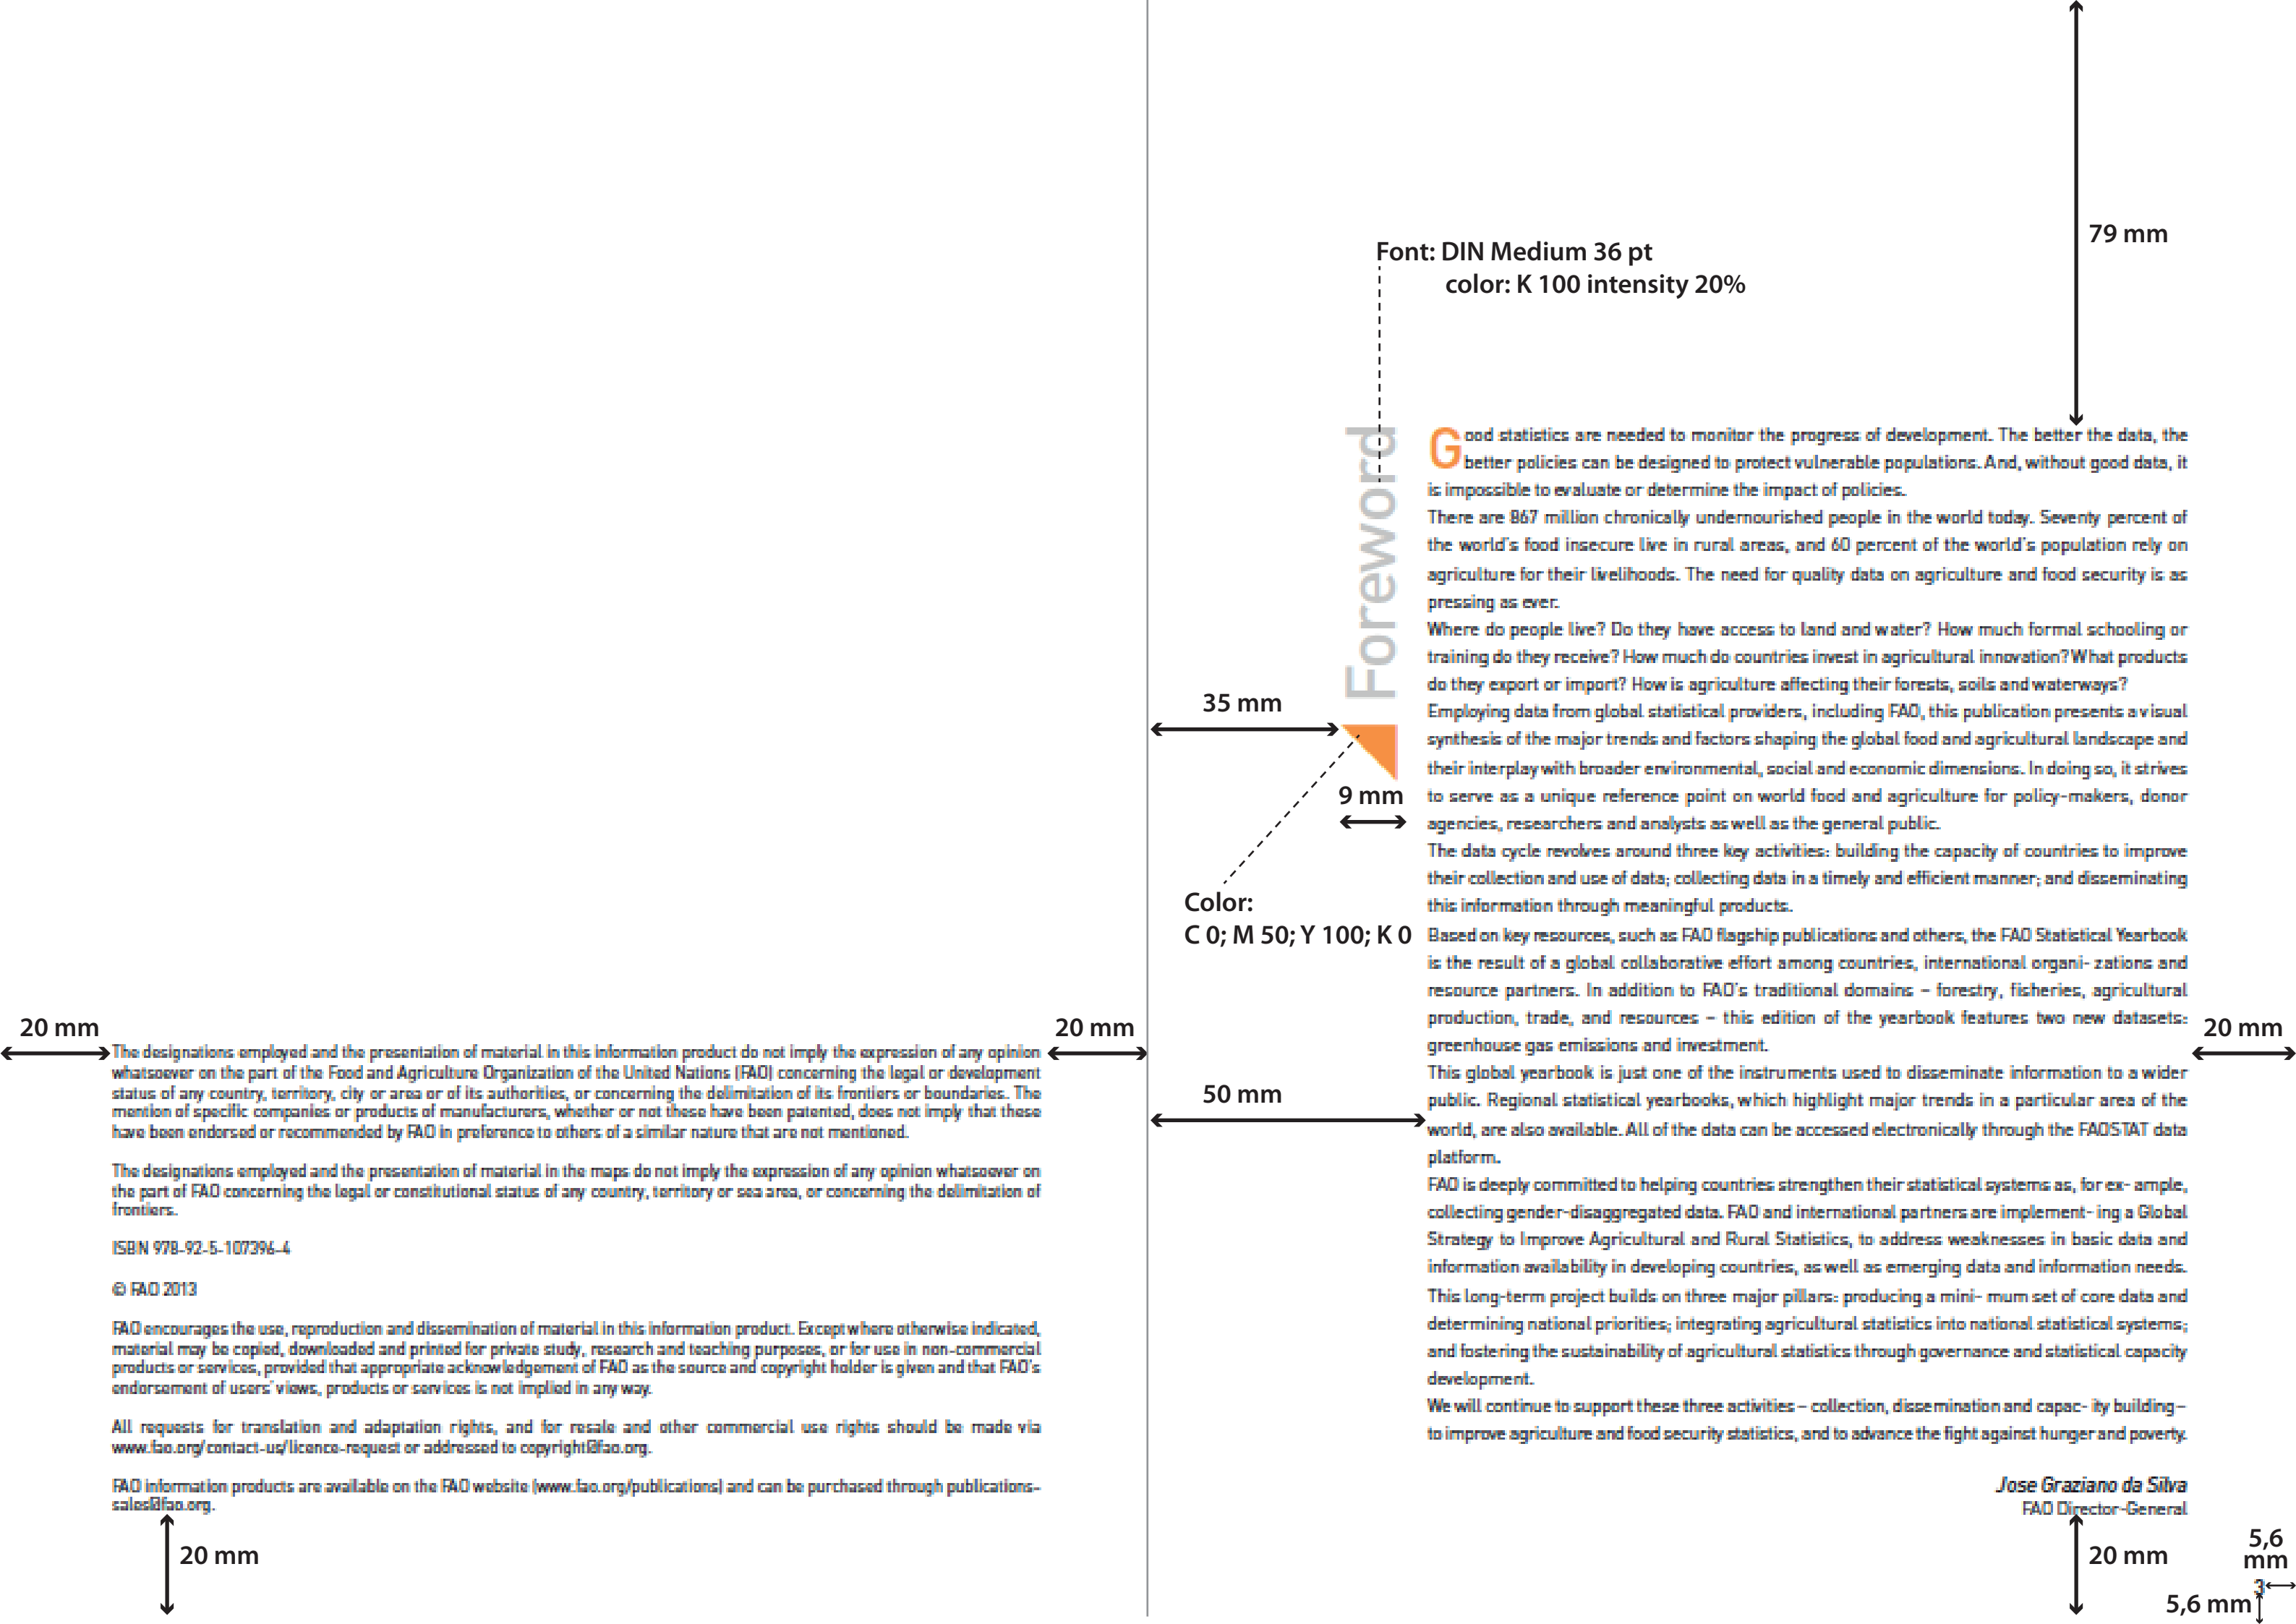 79 mm
Font: DIN Medium 36 pt
color: K 100 intensity 20%
Foreword
35 mm
9 mm
Color:
C 0; M 50; Y 100; K 0
20 mm
20 mm
The designations employed and the presentation of material in this information product do not imply the expression of any opinion
whatsoever on the part of the Food and Agriculture Organization of the United Nations (FAO) concerning the legal or development
status of any country, territory, city or area or of its authorities, or concerning the delimitation of its frontiers or boundaries. The
mention of specific companies or products of manufacturers, whether or not these have been patented, does not imply that these
have been endorsed or recommended by FAO in preference to others of a similar nature that are not mentioned.
The designations employed and the presentation of material in the maps do not imply the expression of any opinion whatsoever on
the part of FAO concerning the legal or constitutional status of any country, territory or sea area, or concerning the delimitation of
frontiers.
ISBN 978-92-5-107396-4
© FAO 2013
FAO encourages the use, reproduction and dissemination of material in this information product. Except where otherwise indicated,
material may be copied, downloaded and printed for private study, research and teaching purposes, or for use in non-commercial
products or services, provided that appropriate acknowledgement of FAO as the source and copyright holder is given and that FAO's
endorsement of users' views, products or services is not implied in any way.
All requests for translation and adaptation rights, and for resale and other commercial use rights should be made via
www.fao.org/contact-us/licence-request or addressed to copyright@fao.org.
FAO information products are available on the FAO website (www.fao.org/publications) and can be purchased through publications-
sales@fao.org.
20 mm
Good statistics are needed to monitor the progress of development. The better the data, the
better policies can be designed to protect vulnerable populations. And, without good data, it
is impossible to evaluate or determine the impact of policies.
There are 867 million chronically undernourished people in the world today. Seventy percent of
the world's food insecure live in rural areas, and 60 percent of the world's population rely on
agriculture for their livelihoods. The need for quality data on agriculture and food security is as
pressing as ever.
Where do people live? Do they have access to land and water? How much formal schooling or
training do they receive? How much do countries invest in agricultural innovation? What products
do they export or import? How is agriculture affecting their forests, soils and waterways?
Employing data from global statistical providers, including FAO, this publication presents a visual
synthesis of the major trends and factors shaping the global food and agricultural landscape and
their interplay with broader environmental, social and economic dimensions. In doing so, it strives
to serve as a unique reference point on world food and agriculture for policy-makers, donor
agencies, researchers and analysts as well as the general public.
The data cycle revolves around three key activities: building the capacity of countries to improve
their collection and use of data; collecting data in a timely and efficient manner; and disseminating
this information through meaningful products.
Based on key resources, such as FAO flagship publications and others, the FAO Statistical Yearbook
is the result of a global collaborative effort among countries, international organi- zations and
resource partners. In addition to FAO's traditional domains – forestry, fisheries, agricultural
production, trade, and resources – this edition of the yearbook features two new datasets:
greenhouse gas emissions and investment.
This global yearbook is just one of the instruments used to disseminate information to a wider
public. Regional statistical yearbooks, which highlight major trends in a particular area of the
world, are also available. All of the data can be accessed electronically through the FAOSTAT data
platform.
FAO is deeply committed to helping countries strengthen their statistical systems as, for ex- ample,
collecting gender-disaggregated data. FAO and international partners are implement- ing a Global
Strategy to Improve Agricultural and Rural Statistics, to address weaknesses in basic data and
information availability in developing countries, as well as emerging data and information needs.
This long-term project builds on three major pillars: producing a mini- mum set of core data and
determining national priorities; integrating agricultural statistics into national statistical systems;
and fostering the sustainability of agricultural statistics through governance and statistical capacity
development.
We will continue to support these three activities – collection, dissemination and capac- ity building –
to improve agriculture and food security statistics, and to advance the fight against hunger and poverty.
Jose Graziano da Silva
FAO Director-General
20 mm
50 mm
20 mm
5,6
mm
3
5,6 mm